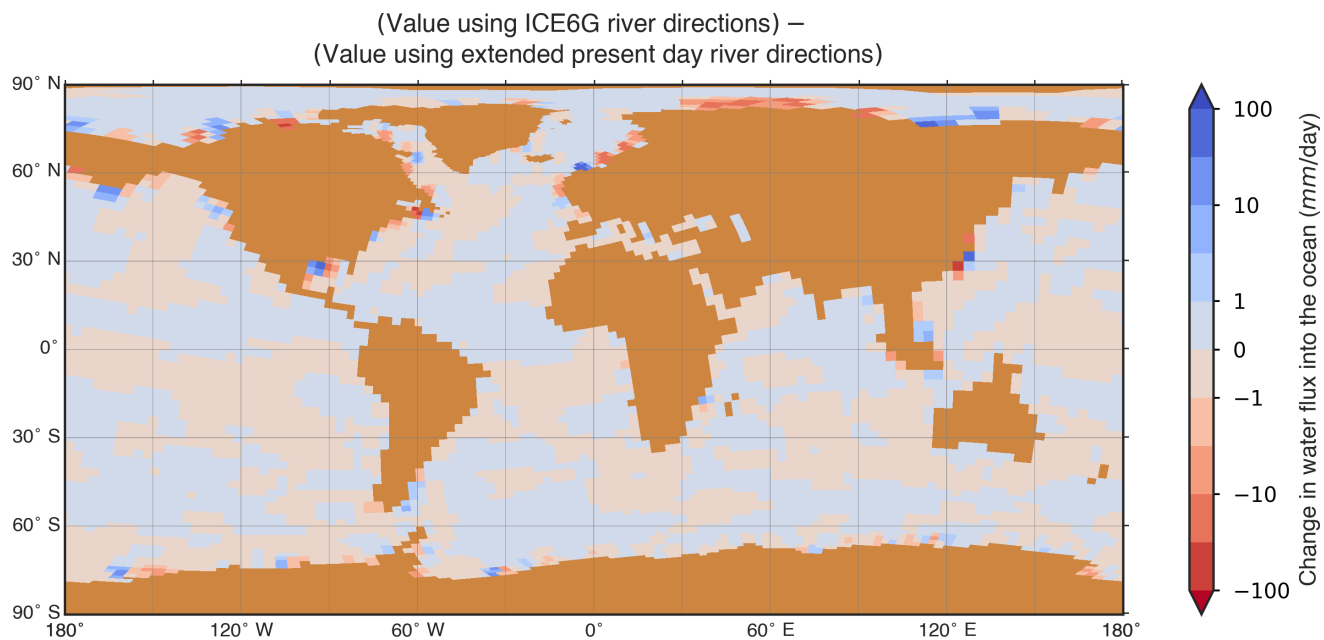 (Value using ICE6G river directions) −
(Value using extended present day river directions)
90° N
60° N
30° N
0°
30° S
60° S
90° S
180°
120° W
60° W
0°
60° E
120° E
180°
100
10
1
0
−1
−10
−100
Change in water flux into the ocean (mm/day)